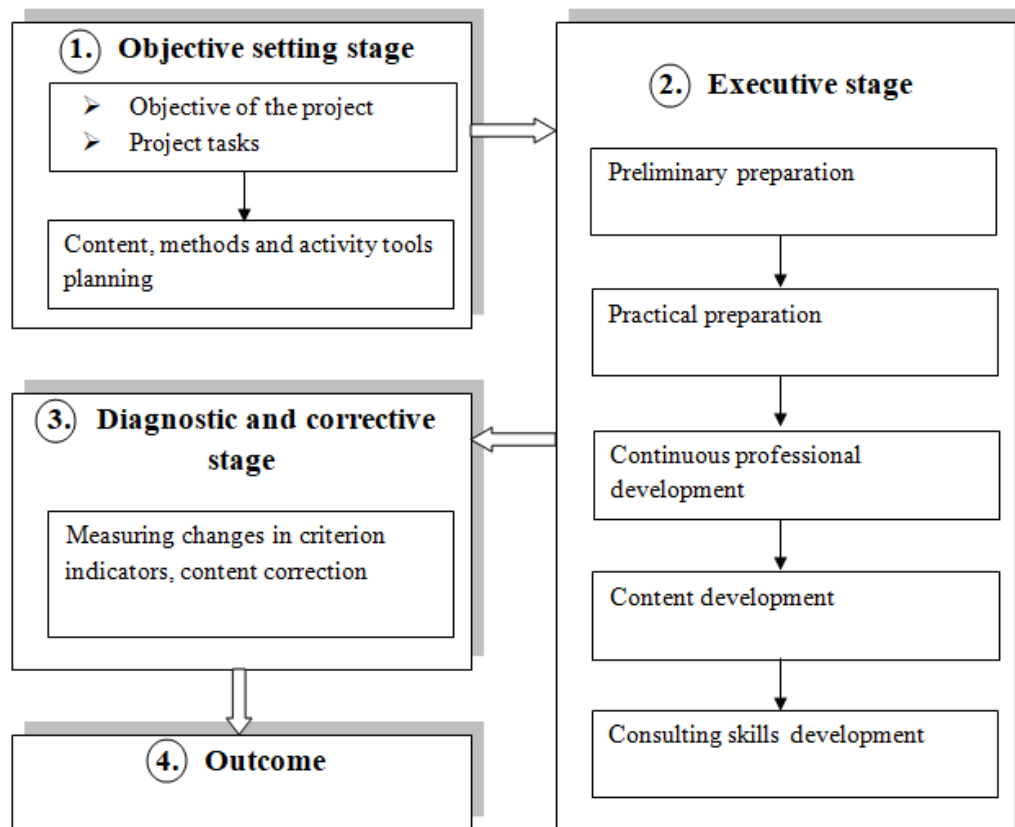 1. Objective setting stage
➢ Objective of the project
➢ Project tasks
Content, methods and activity tools
planning
2. Executive stage
Preliminary preparation
Practical preparation
Continuous professional
development
Content development
Consulting skills development
3. Diagnostic and corrective
stage
Measuring changes in criterion
indicators, content correction
4. Outcome